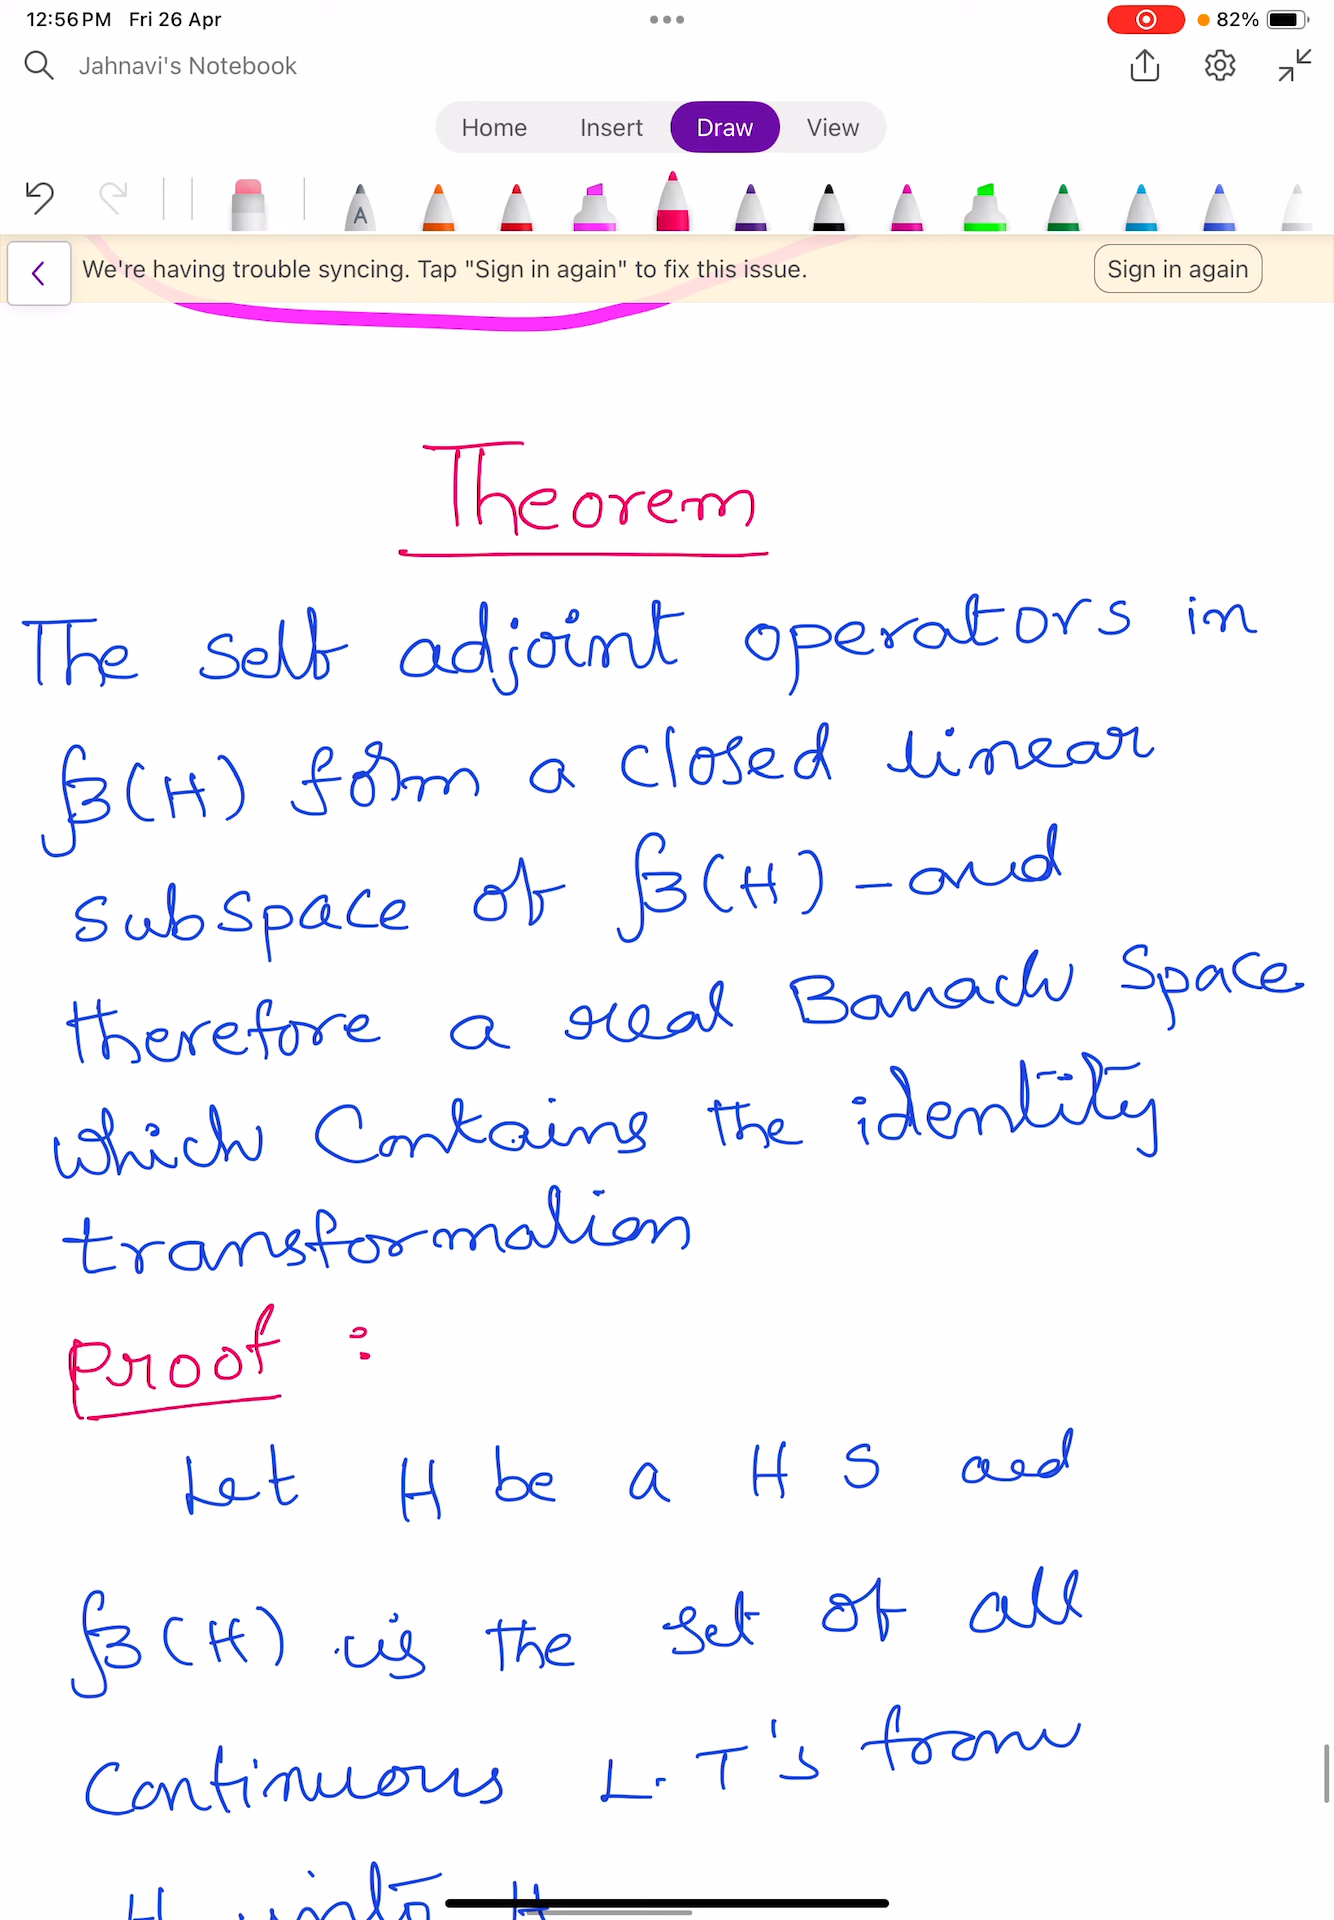 12:56 PM Fri 26 Apr
82%
Jahnavi's Notebook
Home Insert Draw View
A
We're having trouble syncing. Tap "Sign in again" to fix this issue.
Sign in again
Theorem
The self adjoint operators in
B(H) form a closed linear
subspace of B(H) - and
therefore a real Banach Space
which Contains the identity
transformation
Proof :
Let H be a H S and
B(H) is the set of all
Continuous L.T's from
H into H